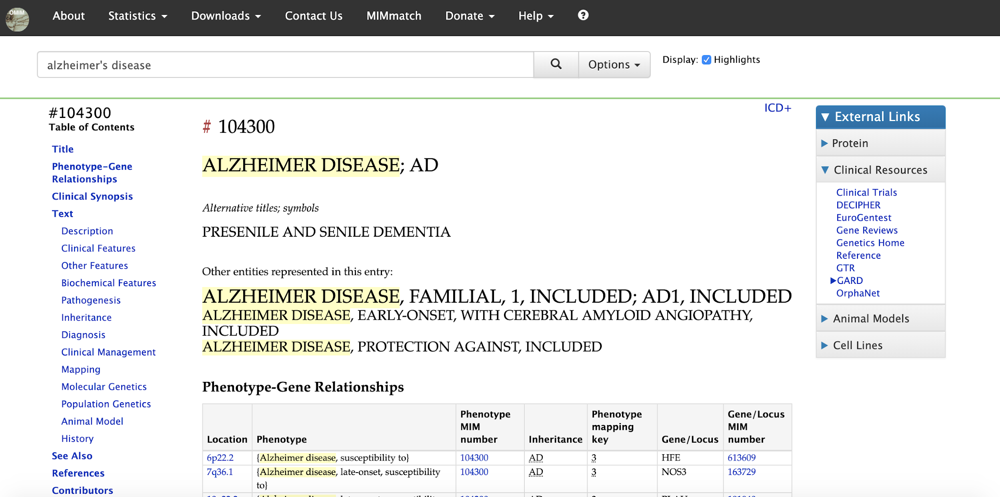 OMIM
About
Statistics
Downloads
Contact Us
MIMmatch
Donate
Help
?
alzheimer's disease
Options
Display: Highlights
#104300
Table of Contents
Title
Phenotype-Gene
Relationships
Clinical Synopsis
Text
Description
Clinical Features
Other Features
Biochemical Features
Pathogenesis
Inheritance
Diagnosis
Clinical Management
Mapping
Molecular Genetics
Population Genetics
Animal Model
History
See Also
References
Contributors
ICD+
# 104300
ALZHEIMER DISEASE; AD
Alternative titles; symbols
PRESENILE AND SENILE DEMENTIA
Other entities represented in this entry:
ALZHEIMER DISEASE, FAMILIAL, 1, INCLUDED; AD1, INCLUDED
ALZHEIMER DISEASE, EARLY-ONSET, WITH CEREBRAL AMYLOID ANGIOPATHY,
INCLUDED
ALZHEIMER DISEASE, PROTECTION AGAINST, INCLUDED
Phenotype-Gene Relationships
Location Phenotype Phenotype MIM number Inheritance Phenotype mapping key Gene/Locus Gene/Locus MIM number
6p22.2 {Alzheimer disease, susceptibility to} 104300 AD 3 HFE 613609
7q36.1 {Alzheimer disease, late-onset, susceptibility 104300 AD 3 NOS3 163729
to}
External Links
Protein
Clinical Resources
Clinical Trials
DECIPHER
EuroGentest
Gene Reviews
Genetics Home
Reference
GTR
GARD
OrphaNet
Animal Models
Cell Lines